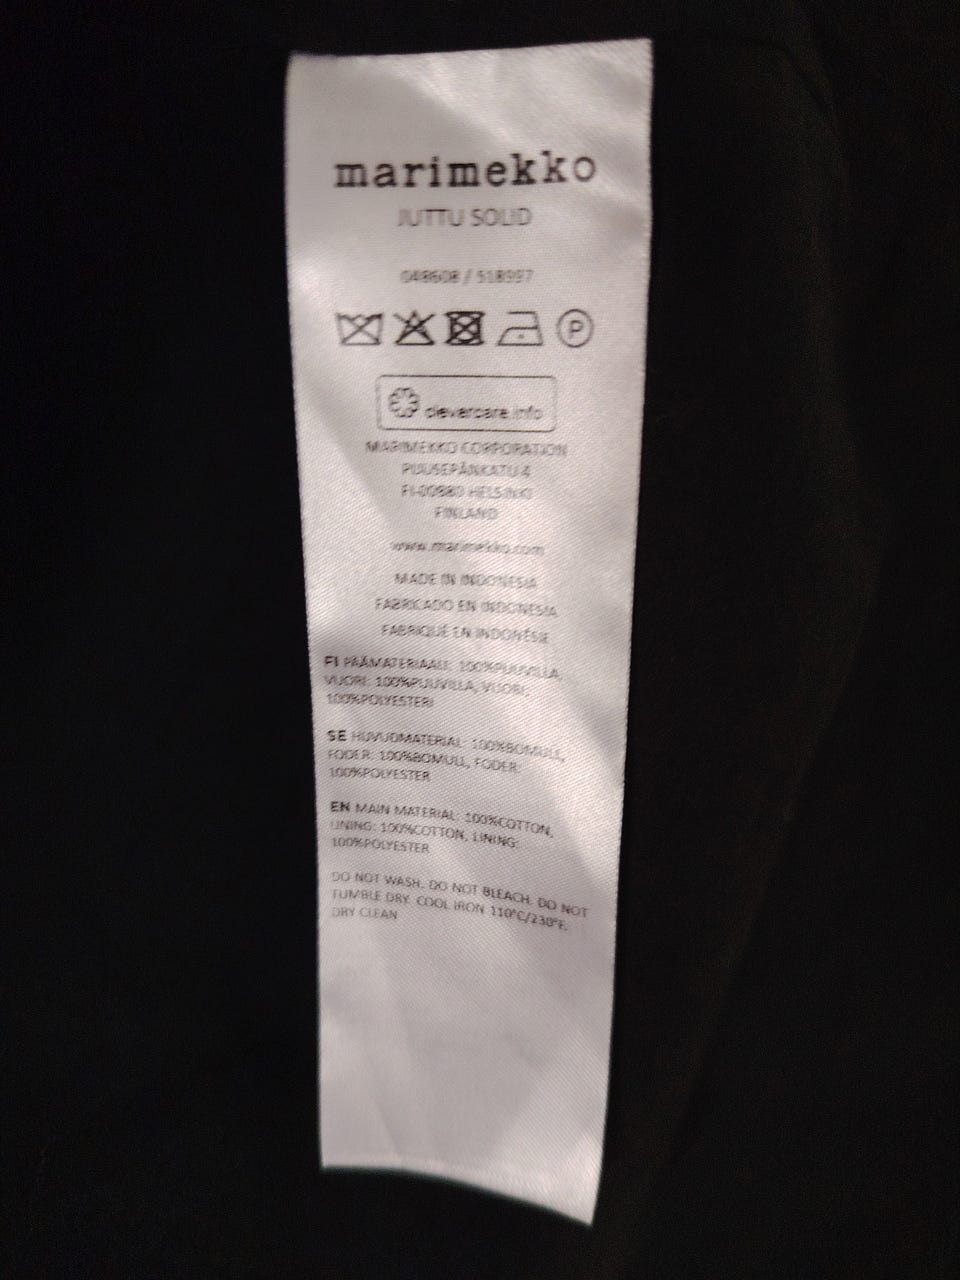 marimekko
JUTTU SOLID
048608 / 518997
P
clevercare.info
MARIMEKKO CORPORATION
PUUSEPÄNKATU 4
FI-00880 HELSINKI
FINLAND
www.marimekko.com
MADE IN INDONESIA
FABRICADO EN INDONESIA
FABRIQUÉ EN INDONÉSIE
FI PÄÄMATERIAALI: 100%PUUVILLA,
VUORI: 100%PUUVILLA, VUORI:
100%POLYESTERI
SE HUVUDMATERIAL: 100%BOMULL,
FODER: 100%BOMULL, FODER:
100%POLYESTER
EN MAIN MATERIAL: 100%COTTON,
LINING: 100%COTTON, LINING:
100%POLYESTER
DO NOT WASH. DO NOT BLEACH. DO NOT
TUMBLE DRY. COOL IRON 110°C/230°F.
DRY CLEAN